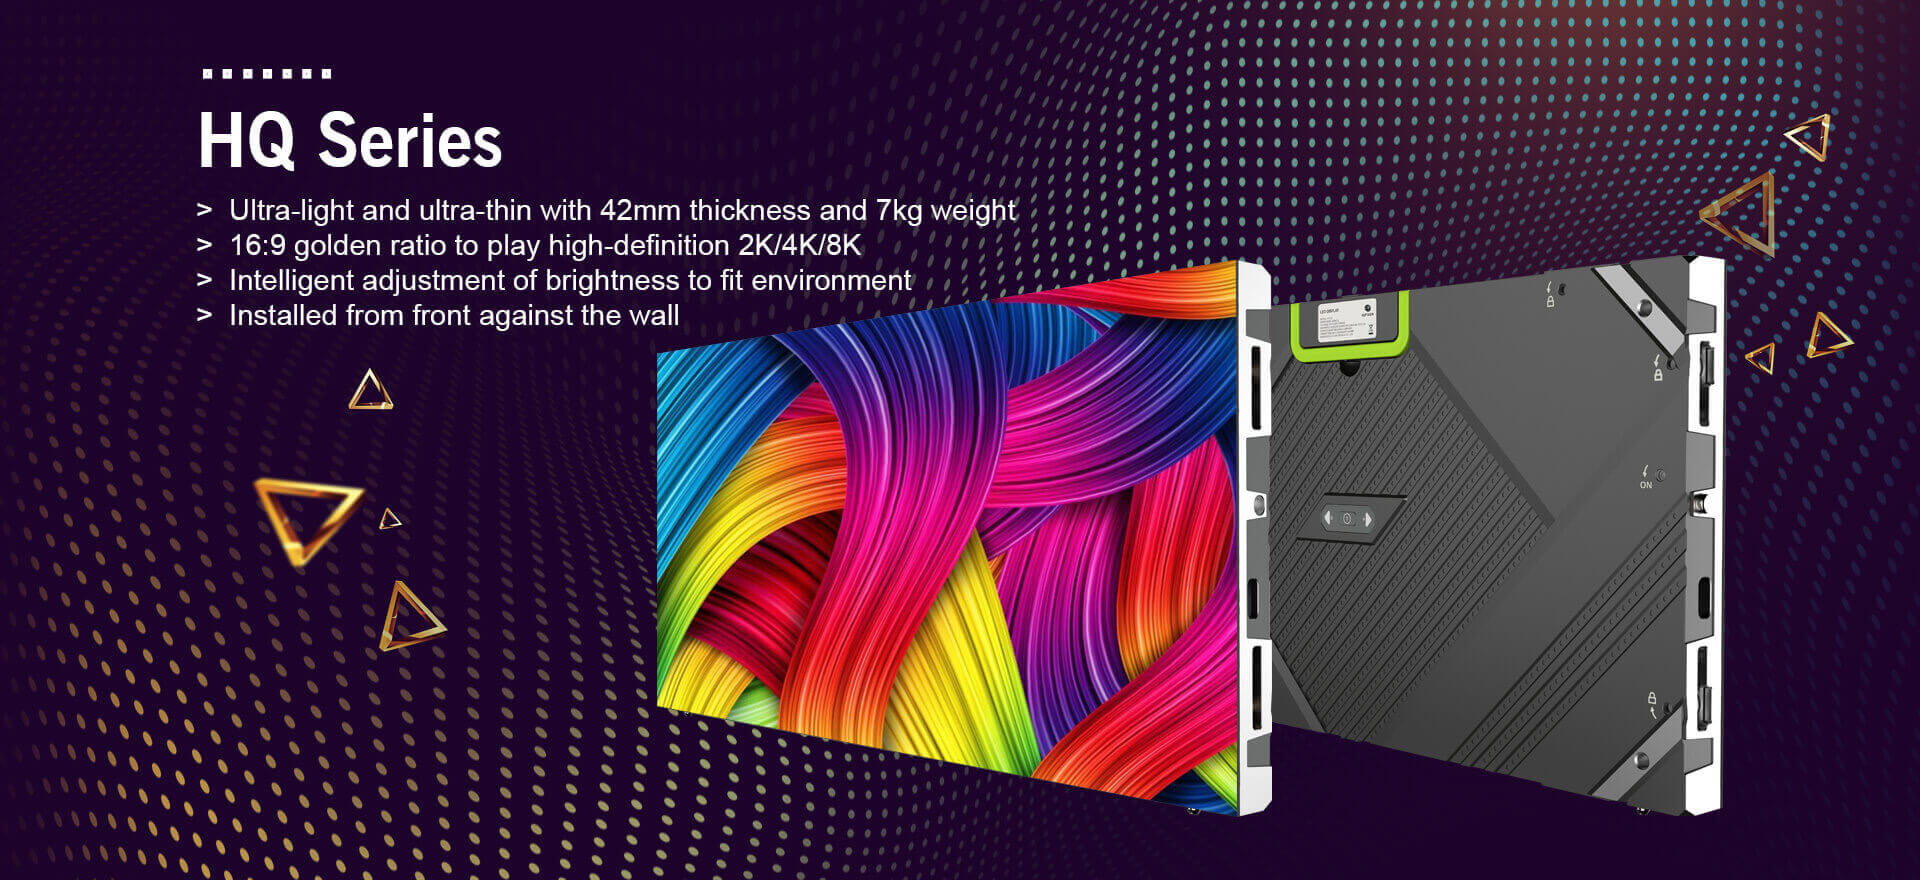 HQ Series
> Ultra-light and ultra-thin with 42mm thickness and 7kg weight
> 16:9 golden ratio to play high-definition 2K/4K/8K
> Intelligent adjustment of brightness to fit environment
> Installed from front against the wall
LED DISPLAY
ON